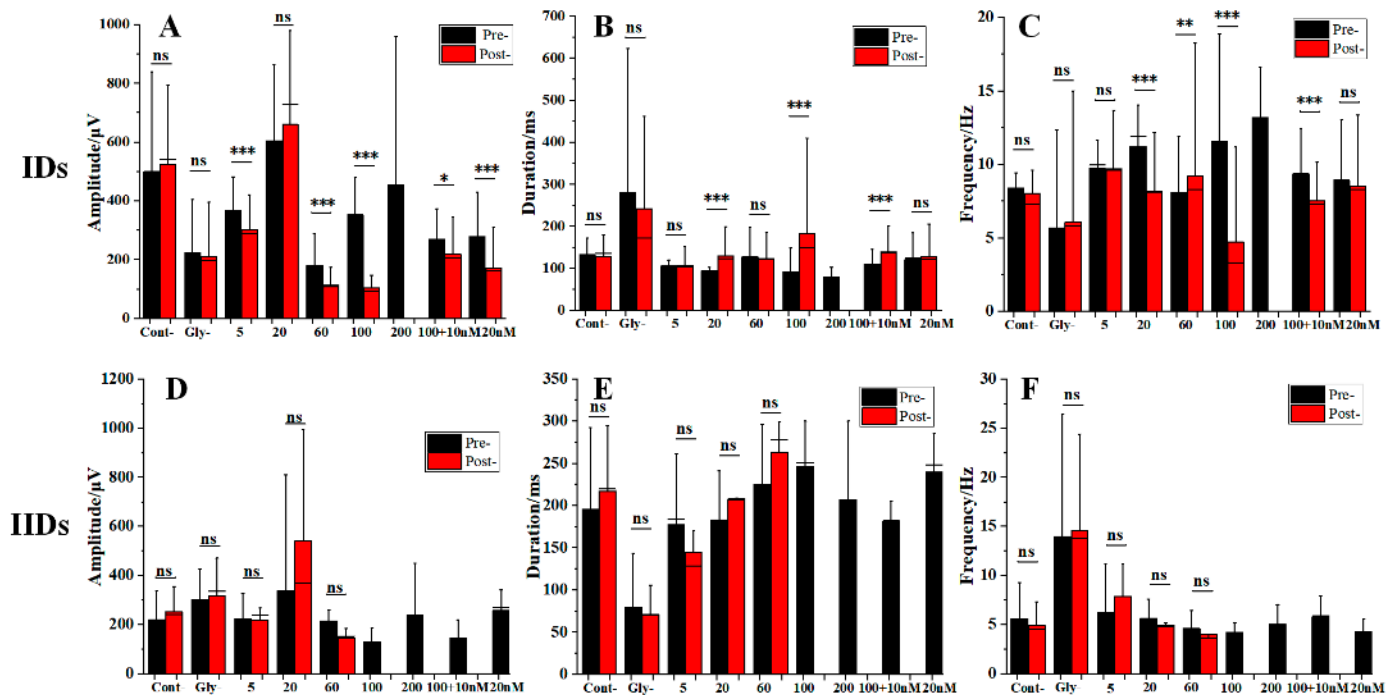 IDs
A
Amplitude/μV
1000
800
600
400
200
0
ns
ns
***
ns
***
***
*
***
Pre-
Post-
Cont- Gly- 5 20 60 100 200 100+10nM 20nM
B
Duration/ms
700
600
500
400
300
200
100
0
ns
ns
ns
***
ns
***
***
ns
Pre-
Post-
Cont- Gly- 5 20 60 100 200 100+10nM 20nM
C
Frequency/Hz
20
15
10
5
0
ns
ns
ns
***
**
***
***
ns
Pre-
Post-
Cont- Gly- 5 20 60 100 200 100+10nM 20nM
IIDs
D
Amplitude/μV
1200
1000
800
600
400
200
0
ns
ns
ns
ns
ns
Pre-
Post-
Cont- Gly- 5 20 60 100 200 100+10nM 20nM
E
Duration/ms
350
300
250
200
150
100
50
0
ns
ns
ns
ns
ns
Pre-
Post-
Cont- Gly- 5 20 60 100 200 100+10nM 20nM
F
Frequency/Hz
30
25
20
15
10
5
0
ns
ns
ns
ns
ns
Pre-
Post-
Cont- Gly- 5 20 60 100 200 100+10nM 20nM